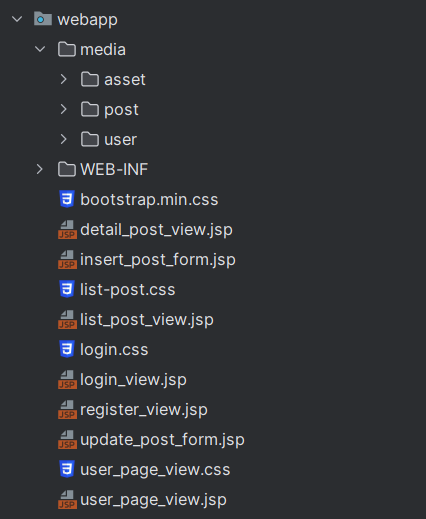 webapp
media
asset
post
user
WEB-INF
bootstrap.min.css
detail_post_view.jsp
insert_post_form.jsp
list-post.css
list_post_view.jsp
login.css
login_view.jsp
register_view.jsp
update_post_form.jsp
user_page_view.css
user_page_view.jsp